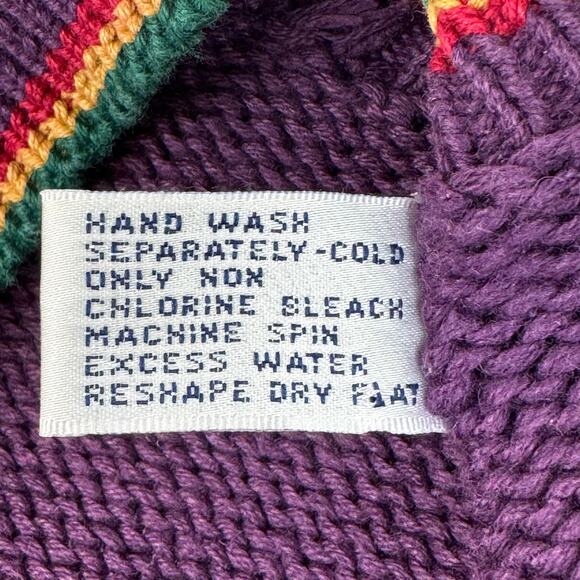 HAND WASH
SEPARATELY-COLD
ONLY NON
CHLORINE BLEACH
MACHINE SPIN
EXCESS WATER
RESHAPE DRY FLAT